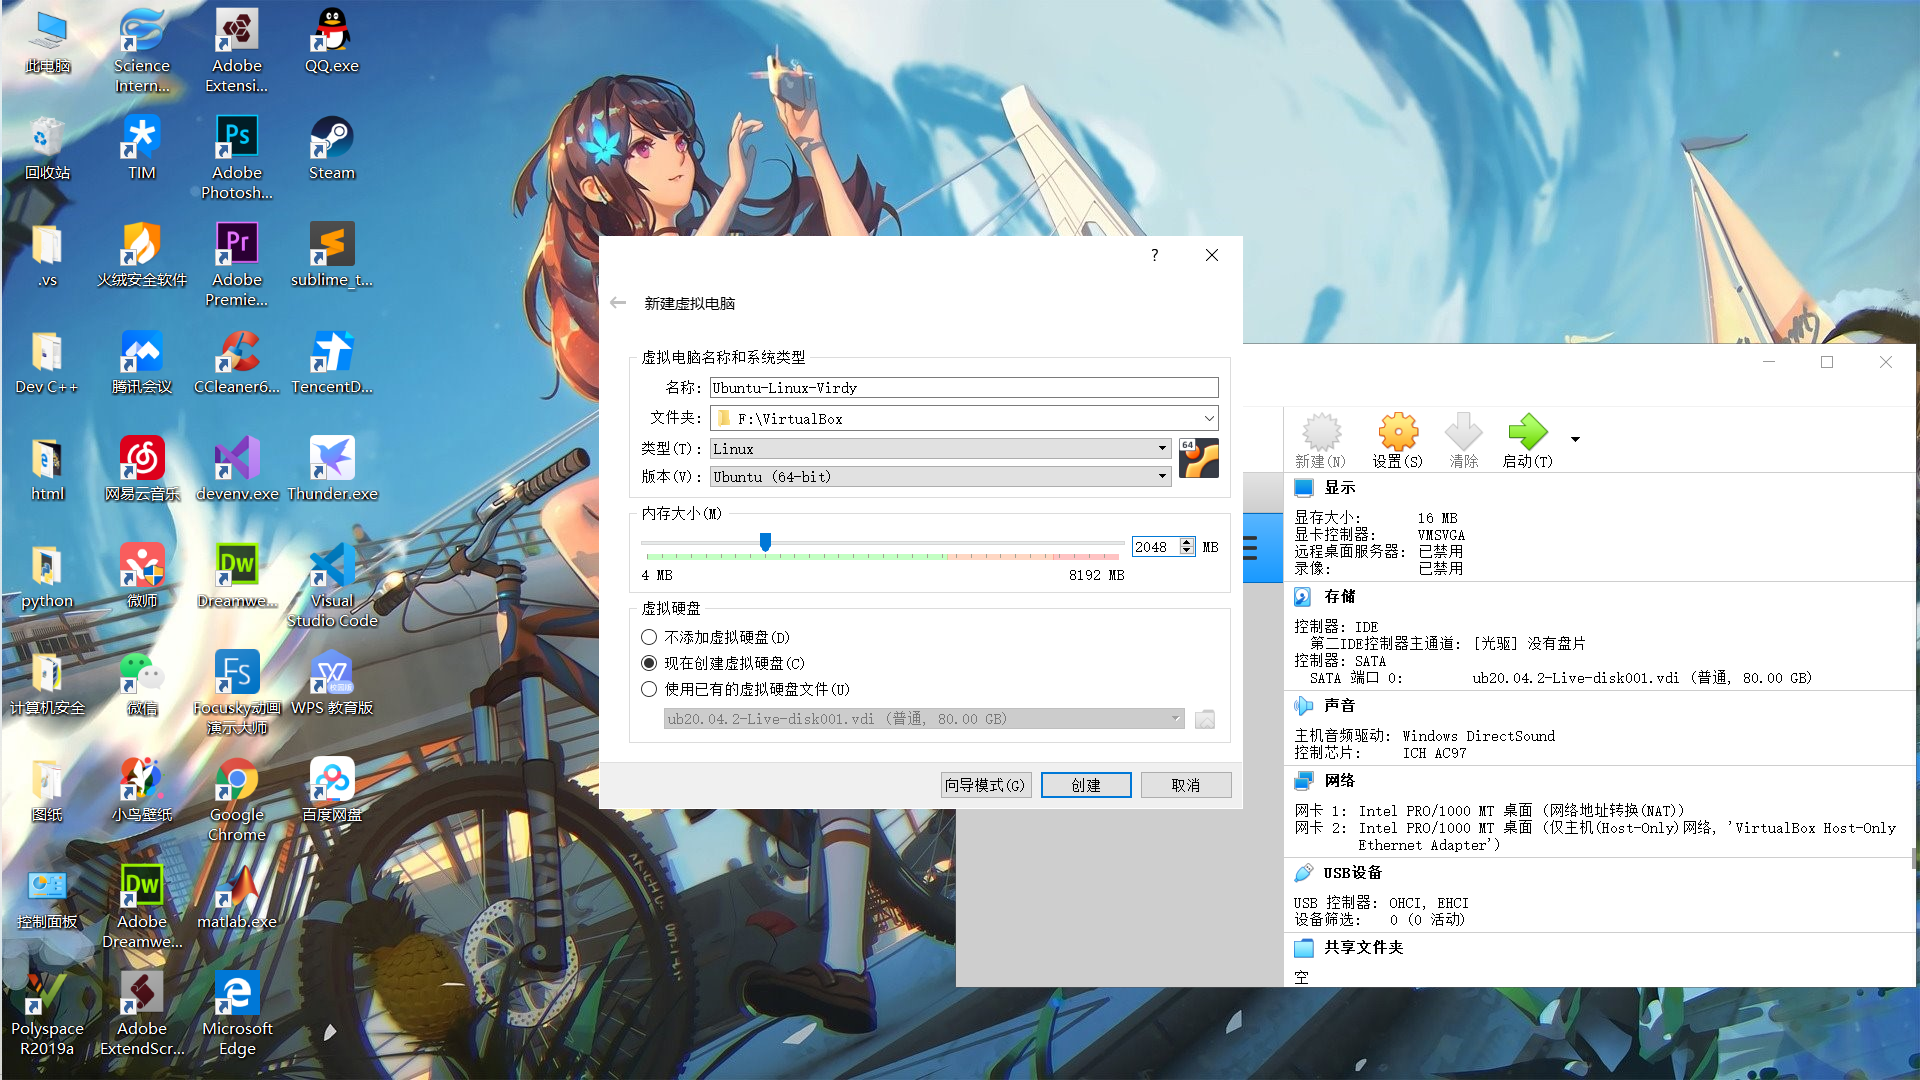 此电脑
Science Intern...
Adobe Extensi...
QQ.exe
回收站
TIM
Adobe Photosh...
Steam
.vs
火绒安全软件
Adobe Premie...
sublime_t...
Dev C++
腾讯会议
CCleaner6...
TencentD...
html
网易云音乐
devenv.exe
Thunder.exe
python
微师
Dreamwe...
Visual Studio Code
计算机安全
微信
Focusky动画演示大师
WPS 教育版
图纸
小鸟壁纸
Google Chrome
百度网盘
控制面板
Adobe Dreamwe...
matlab.exe
Polyspace R2019a
Adobe ExtendScr...
Microsoft Edge
?
新建虚拟电脑
虚拟电脑名称和系统类型
名称: Ubuntu-Linux-Virdy
文件夹: F:\VirtualBox
类型(T): Linux
64
版本(V): Ubuntu (64-bit)
内存大小(M)
2048 MB
4 MB 8192 MB
虚拟硬盘
不添加虚拟硬盘(D)
现在创建虚拟硬盘(C)
使用已有的虚拟硬盘文件(U)
ub20.04.2-Live-disk001.vdi (普通, 80.00 GB)
向导模式(G) 创建 取消
新建(N) 设置(S) 清除 启动(T)
显示
显存大小: 16 MB
显卡控制器: VMSVGA
远程桌面服务器: 已禁用
录像: 已禁用
存储
控制器: IDE
第二IDE控制器主通道: [光驱] 没有盘片
控制器: SATA
SATA 端口 0: ub20.04.2-Live-disk001.vdi (普通, 80.00 GB)
声音
主机音频驱动: Windows DirectSound
控制芯片: ICH AC97
网络
网卡 1: Intel PRO/1000 MT 桌面 (网络地址转换(NAT))
网卡 2: Intel PRO/1000 MT 桌面 (仅主机(Host-Only)网络, 'VirtualBox Host-Only
Ethernet Adapter')
USB设备
USB 控制器: OHCI, EHCI
设备筛选: 0 (0 活动)
共享文件夹
空